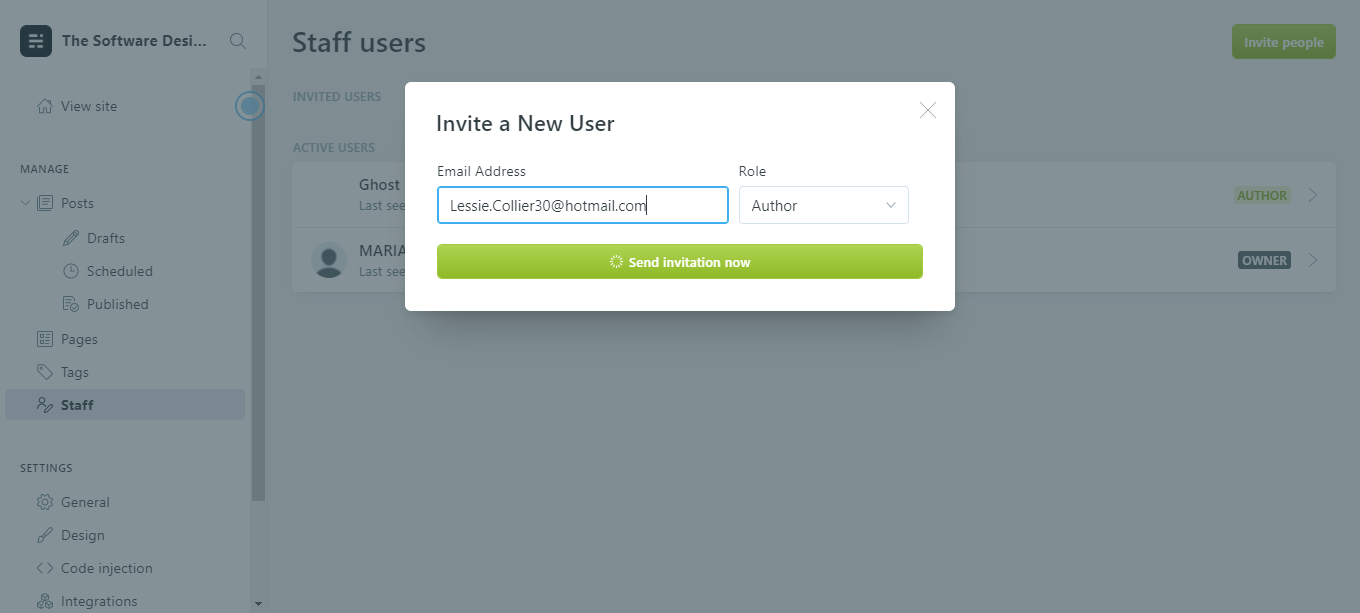 The Software Desi...
View site
MANAGE
Posts
Drafts
Scheduled
Published
Pages
Tags
Staff
SETTINGS
General
Design
Code injection
Integrations
Staff users
Invite people
INVITED USERS
ACTIVE USERS
Ghost
Last see
AUTHOR
MARIA
Last see
OWNER
Invite a New User
Email Address
Role
Lessie.Collier30@hotmail.com
Author
Send invitation now